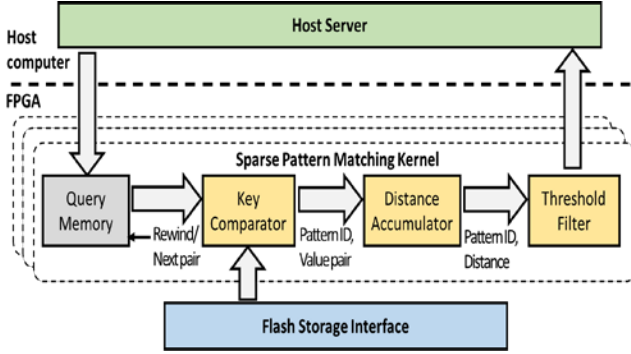 Host Server
Host
computer
FPGA
Sparse Pattern Matching Kernel
Query
Memory
Key
Comparator
Distance
Accumulator
Threshold
Filter
Rewind/
Next pair
Pattern ID,
Value pair
Pattern ID,
Distance
Flash Storage Interface